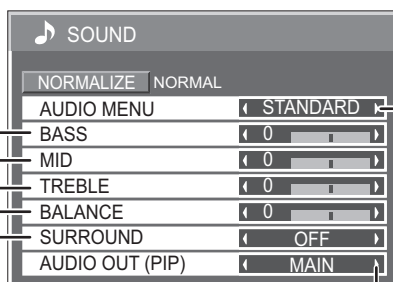 SOUND
NORMALIZE NORMAL
AUDIO MENU STANDARD
BASS 0
MID 0
TREBLE 0
BALANCE 0
SURROUND OFF
AUDIO OUT (PIP) MAIN